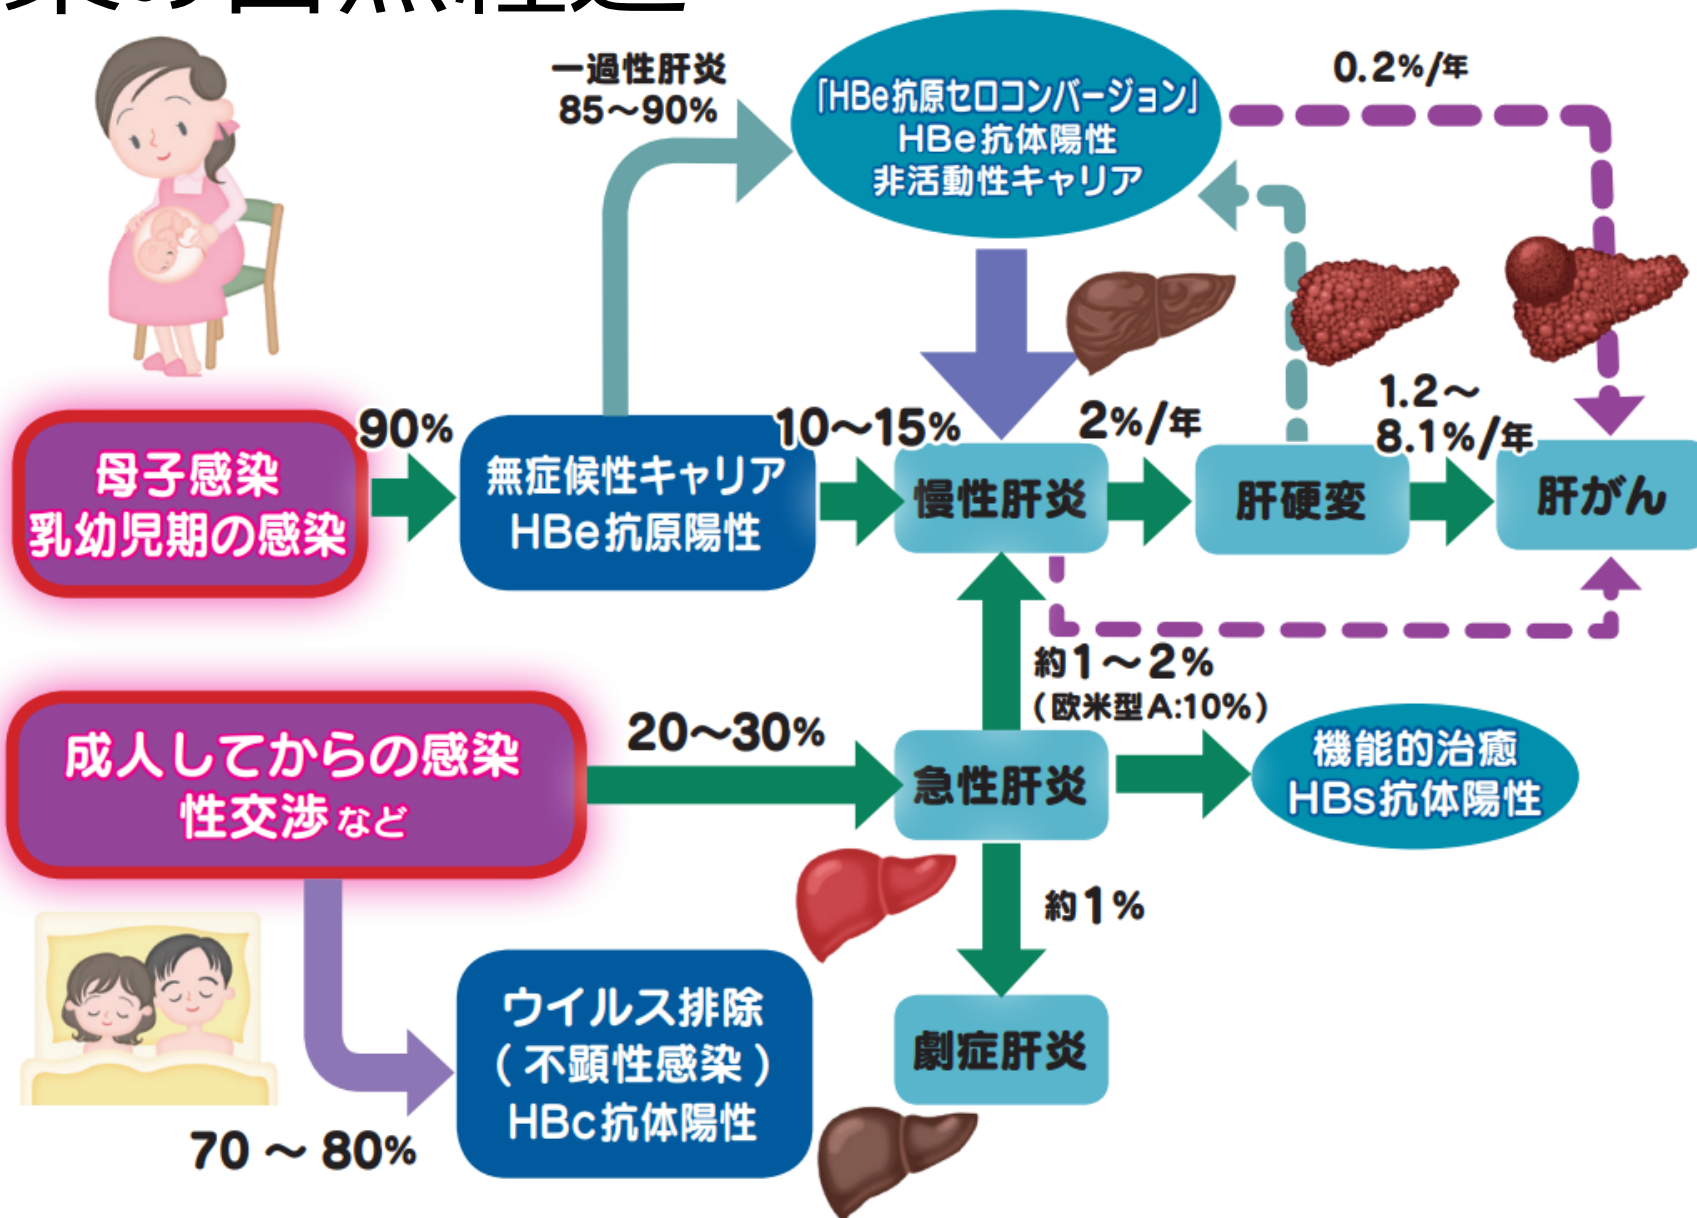 染の自然経過
一過性肝炎
85～90%
「HBe抗原セロコンバージョン」
HBe抗体陽性
非活動性キャリア
0.2%/年
母子感染
乳幼児期の感染
90%
無症候性キャリア
HBe抗原陽性
10～15%
慢性肝炎
2%/年
肝硬変
1.2～
8.1%/年
肝がん
成人してからの感染
性交渉など
20～30%
急性肝炎
約1～2%
(欧米型A:10%)
機能的治癒
HBs抗体陽性
約1%
劇症肝炎
70～80%
ウイルス排除
(不顕性感染)
HBc抗体陽性